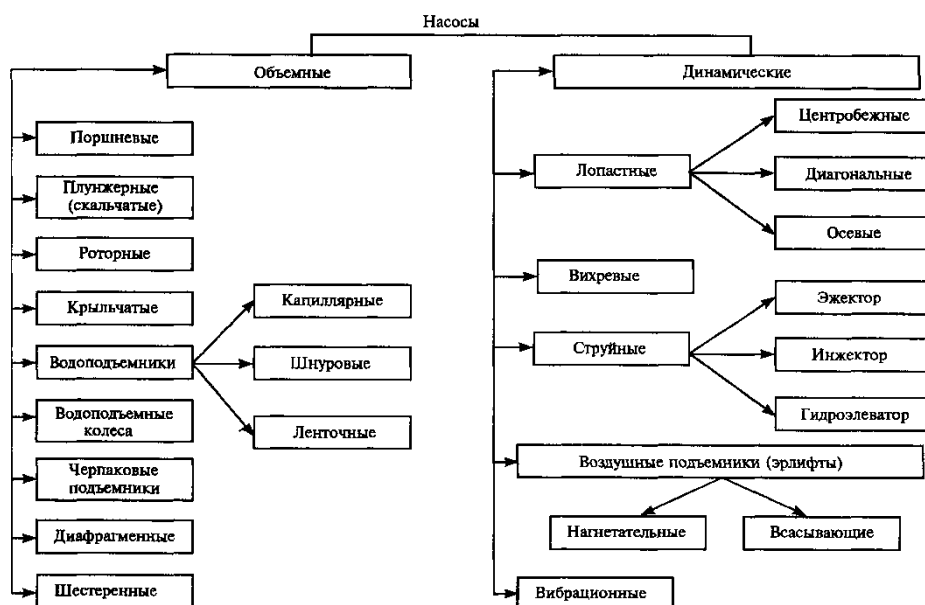 Насосы
Объемные
Поршневые
Плунжерные
(скальчатые)
Роторные
Крыльчатые
Водоподъемники
Капиллярные
Шнуровые
Ленточные
Водоподъемные
колеса
Черпаковые
подъемники
Диафрагменные
Шестеренные
Динамические
Лопастные
Центробежные
Диагональные
Осевые
Вихревые
Струйные
Эжектор
Инжектор
Гидроэлеватор
Воздушные подъемники (эрлифты)
Нагнетательные
Всасывающие
Вибрационные